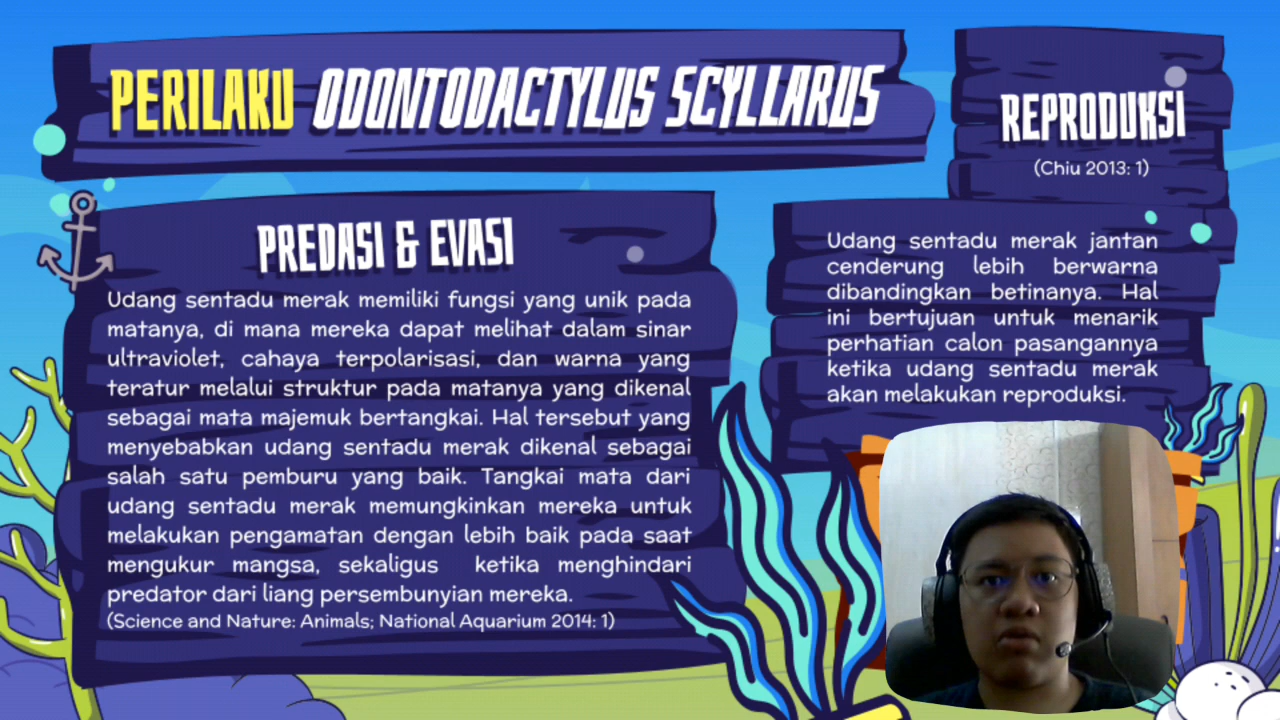 PERILAKU ODONTODACTYLUS SCYLLARUS
PREDASI & EVASI
Udang sentadu merak memiliki fungsi yang unik pada
matanya, di mana mereka dapat melihat dalam sinar
ultraviolet, cahaya terpolarisasi, dan warna yang
teratur melalui struktur pada matanya yang dikenal
sebagai mata majemuk bertangkai. Hal tersebut yang
menyebabkan udang sentadu merak dikenal sebagai
salah satu pemburu yang baik. Tangkai mata dari
udang sentadu merak memungkinkan mereka untuk
melakukan pengamatan dengan lebih baik pada saat
mengukur mangsa, sekaligus ketika menghindari
predator dari liang persembunyian mereka.
(Science and Nature: Animals; National Aquarium 2014: 1)
REPRODUKSI
(Chiu 2013: 1)
Udang sentadu merak jantan
cenderung lebih berwarna
dibandingkan betinanya. Hal
ini bertujuan untuk menarik
perhatian calon pasangannya
ketika udang sentadu merak
akan melakukan reproduksi.